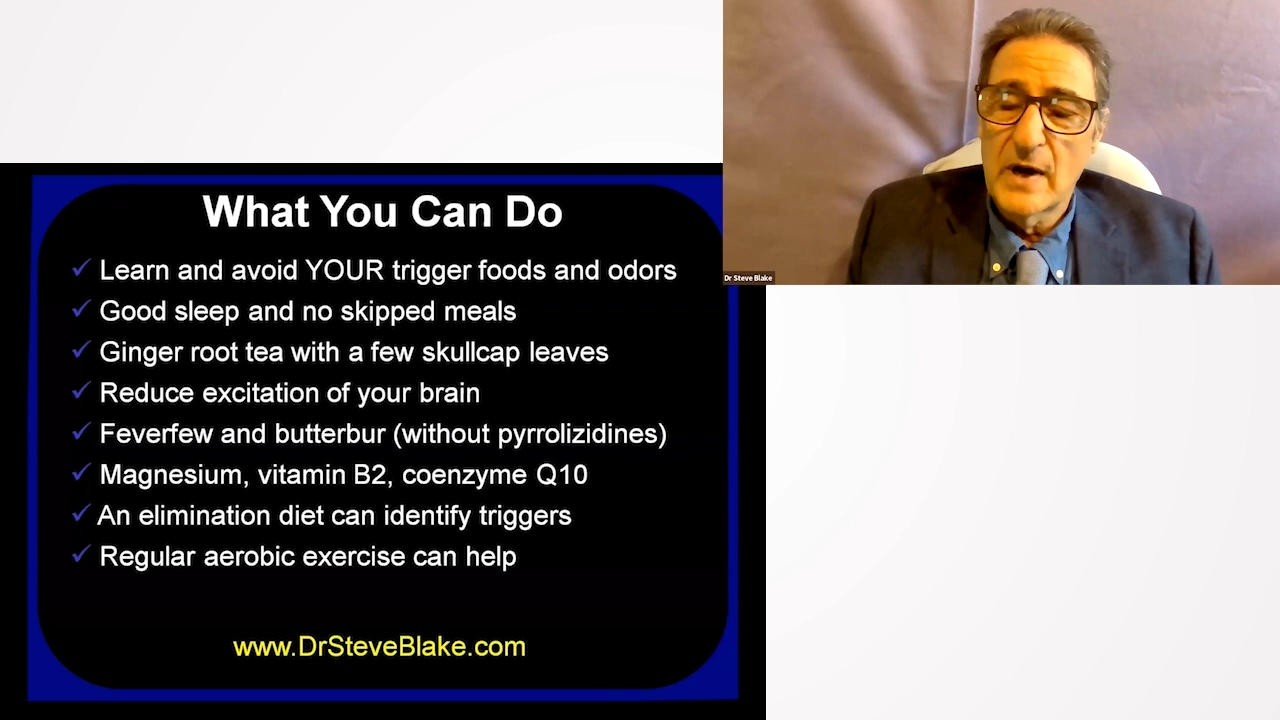 What You Can Do
✓ Learn and avoid YOUR trigger foods and odors
✓ Good sleep and no skipped meals
✓ Ginger root tea with a few skullcap leaves
✓ Reduce excitation of your brain
✓ Feverfew and butterbur (without pyrrolizidines)
✓ Magnesium, vitamin B2, coenzyme Q10
✓ An elimination diet can identify triggers
✓ Regular aerobic exercise can help
www.DrSteveBlake.com
Dr Steve Blake